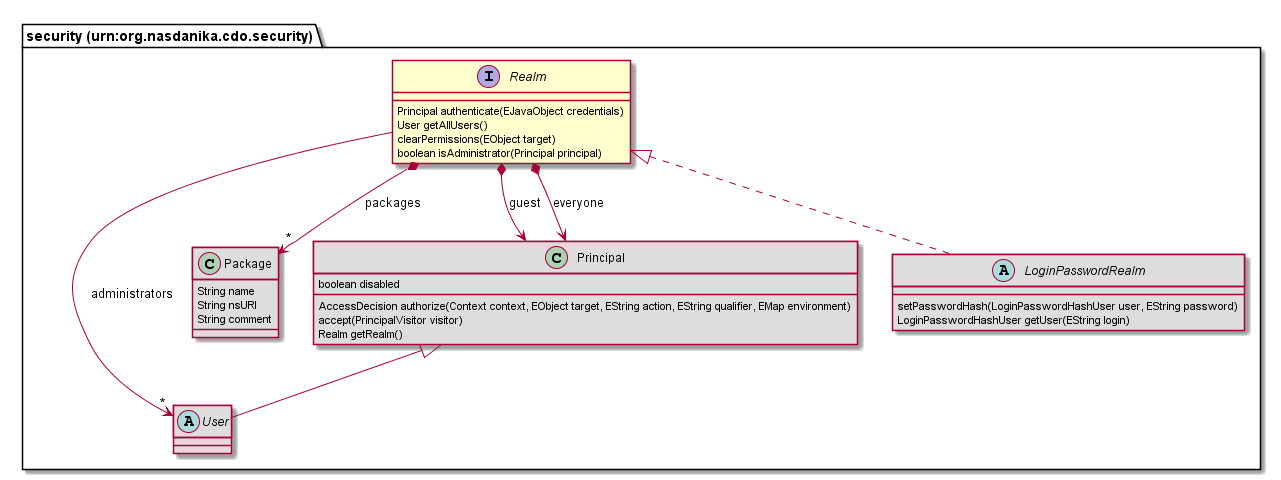 security (urn:org.nasdanika.cdo.security)
I Realm
Principal authenticate(EJavaObject credentials)
User getAllUsers()
clearPermissions(EObject target)
boolean isAdministrator(Principal principal)
packages
guest
everyone
*
administrators
C Package
String name
String nsURI
String comment
C Principal
boolean disabled
AccessDecision authorize(Context context, EObject target, EString action, EString qualifier, EMap environment)
accept(PrincipalVisitor visitor)
Realm getRealm()
A LoginPasswordRealm
setPasswordHash(LoginPasswordHashUser user, EString password)
LoginPasswordHashUser getUser(EString login)
*
A User